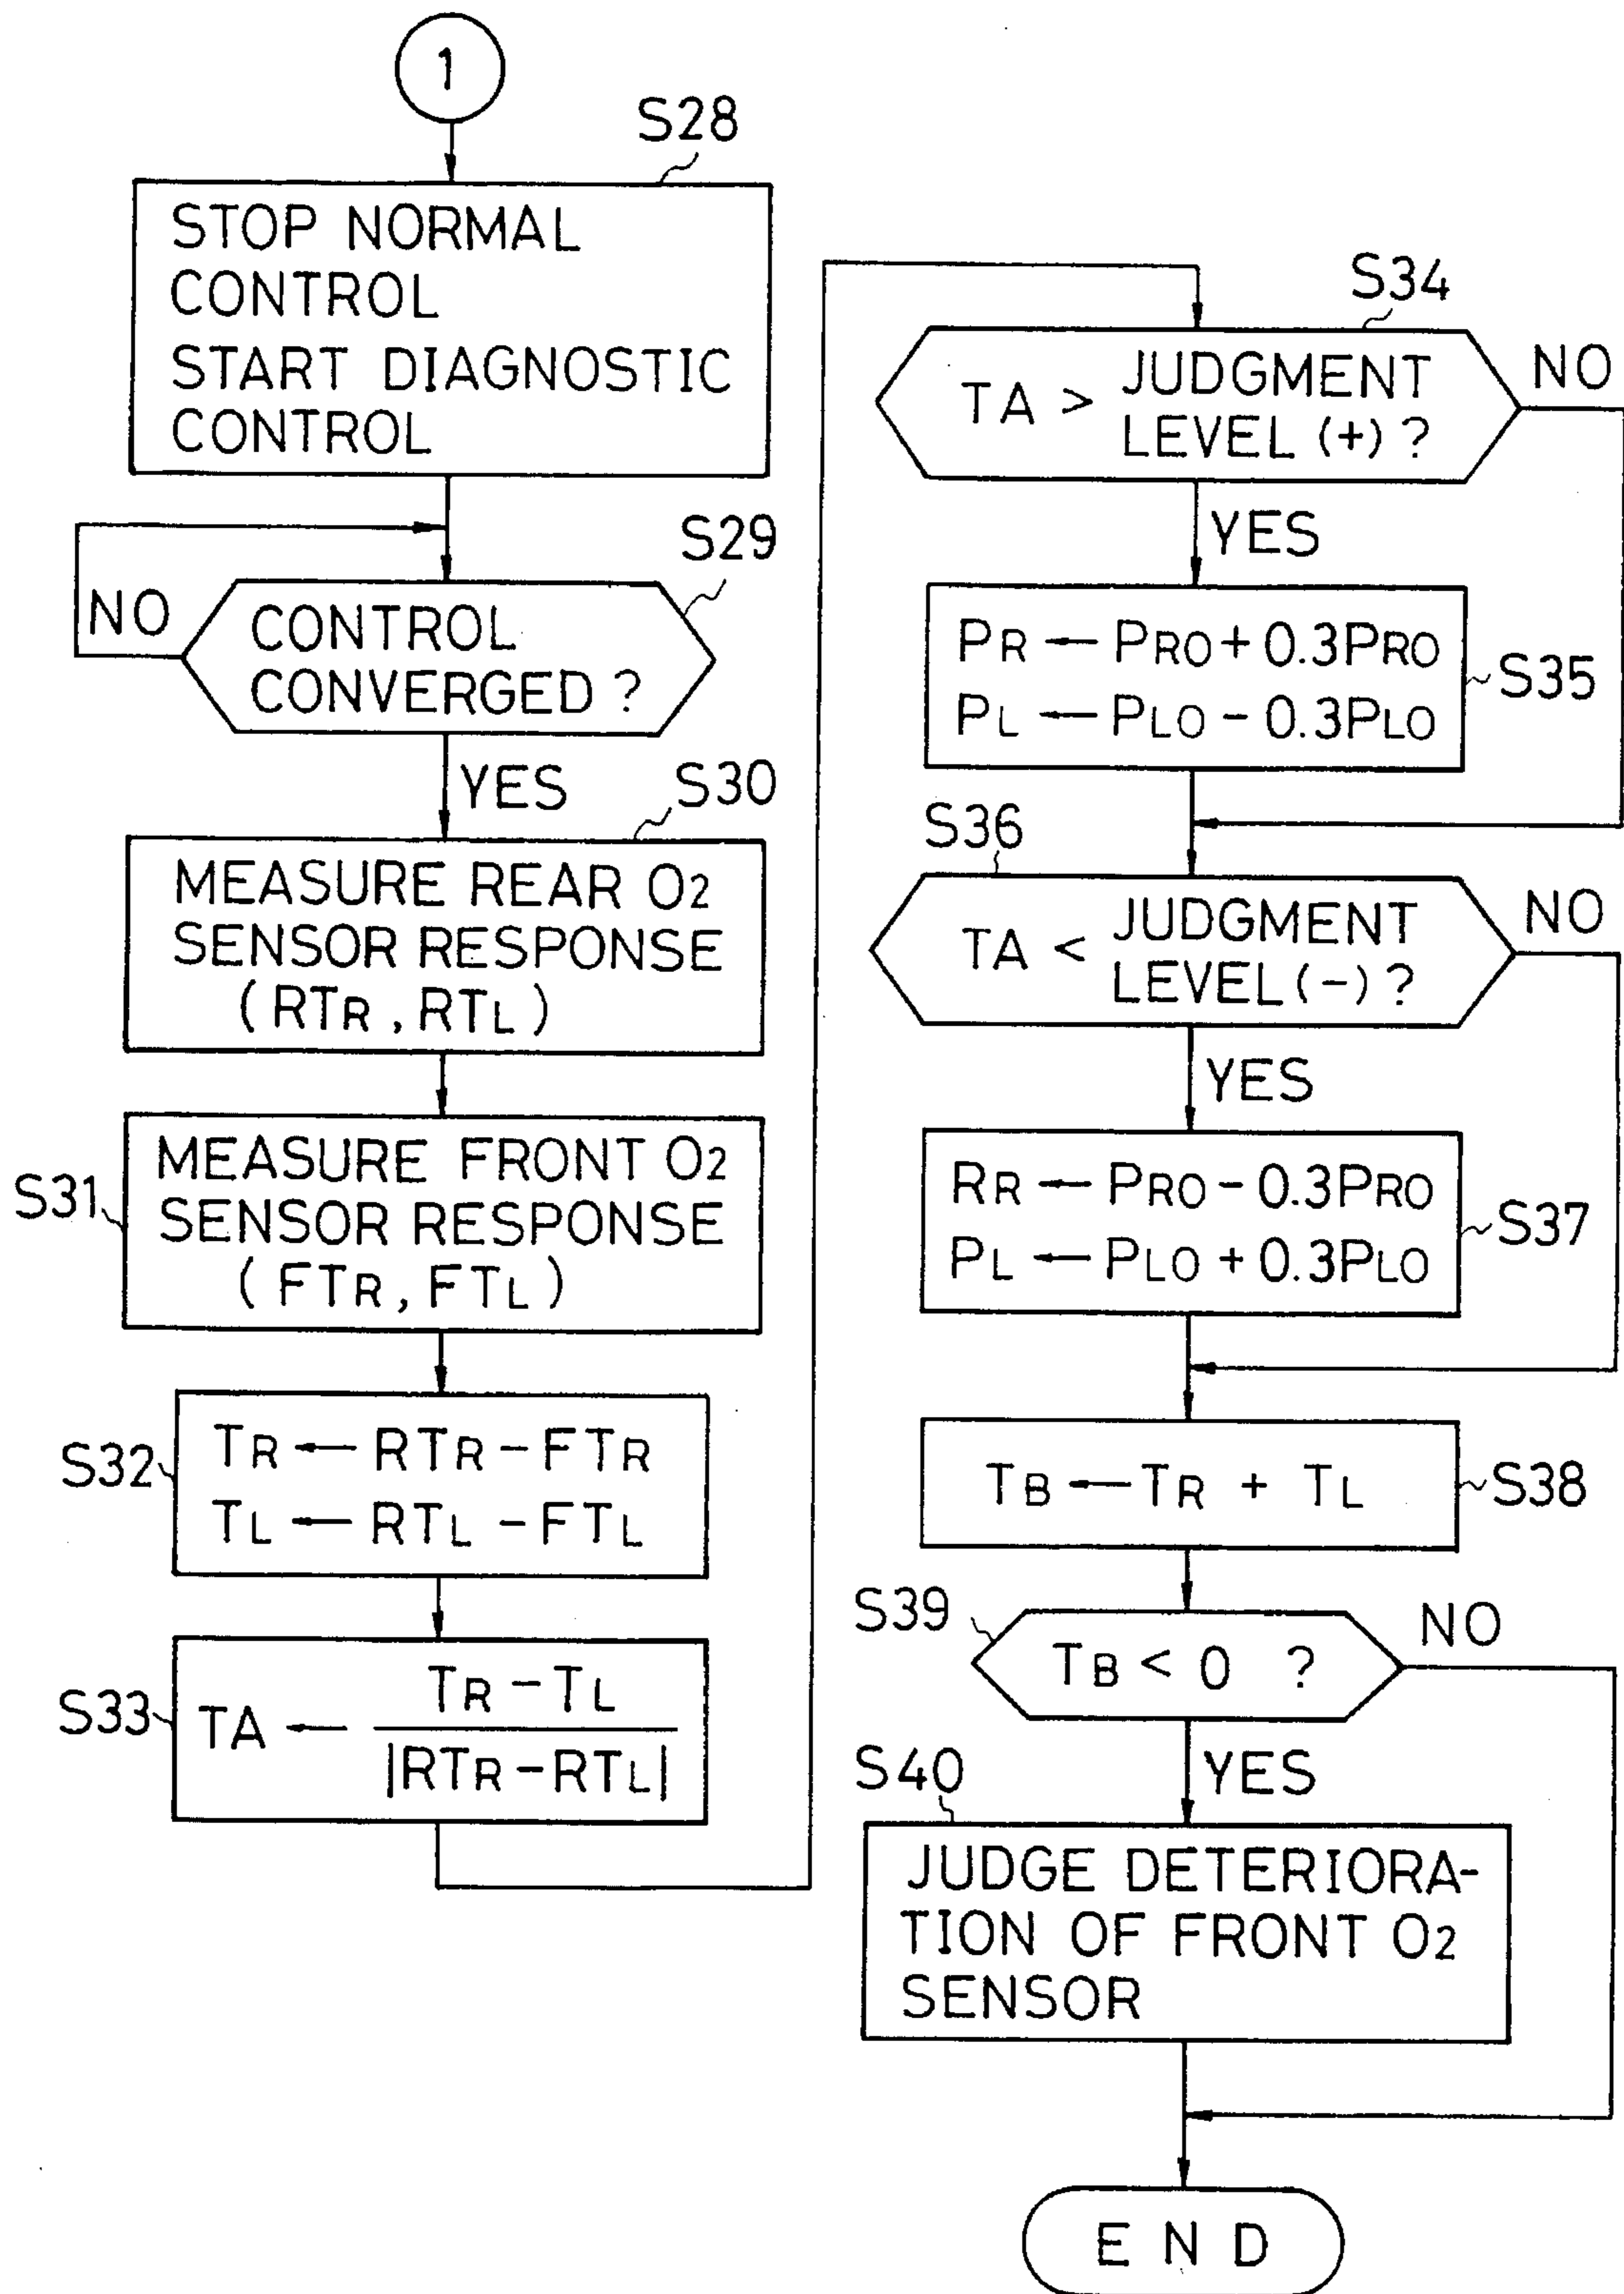 1
S28
STOP NORMAL
CONTROL
START DIAGNOSTIC
CONTROL
S29
NO
CONTROL
CONVERGED ?
YES
S30
MEASURE REAR O2
SENSOR RESPONSE
(RTR, RTL)
S31
MEASURE FRONT O2
SENSOR RESPONSE
(FTR, FTL)
S32
TR ← RTR - FTR
TL ← RTL - FTL
S33
TA ←
TR - TL
|RTR - RTL|
S34
TA > JUDGMENT
LEVEL (+) ?
NO
YES
PR ← PRO + 0.3PRO
PL ← PLO - 0.3PLO
S35
S36
TA < JUDGMENT
LEVEL (-) ?
NO
YES
RR ← PRO - 0.3PRO
PL ← PLO + 0.3PLO
S37
TB ← TR + TL
S38
S39
TB < 0 ?
NO
YES
S40
JUDGE DETERIORA-
TION OF FRONT O2
SENSOR
END